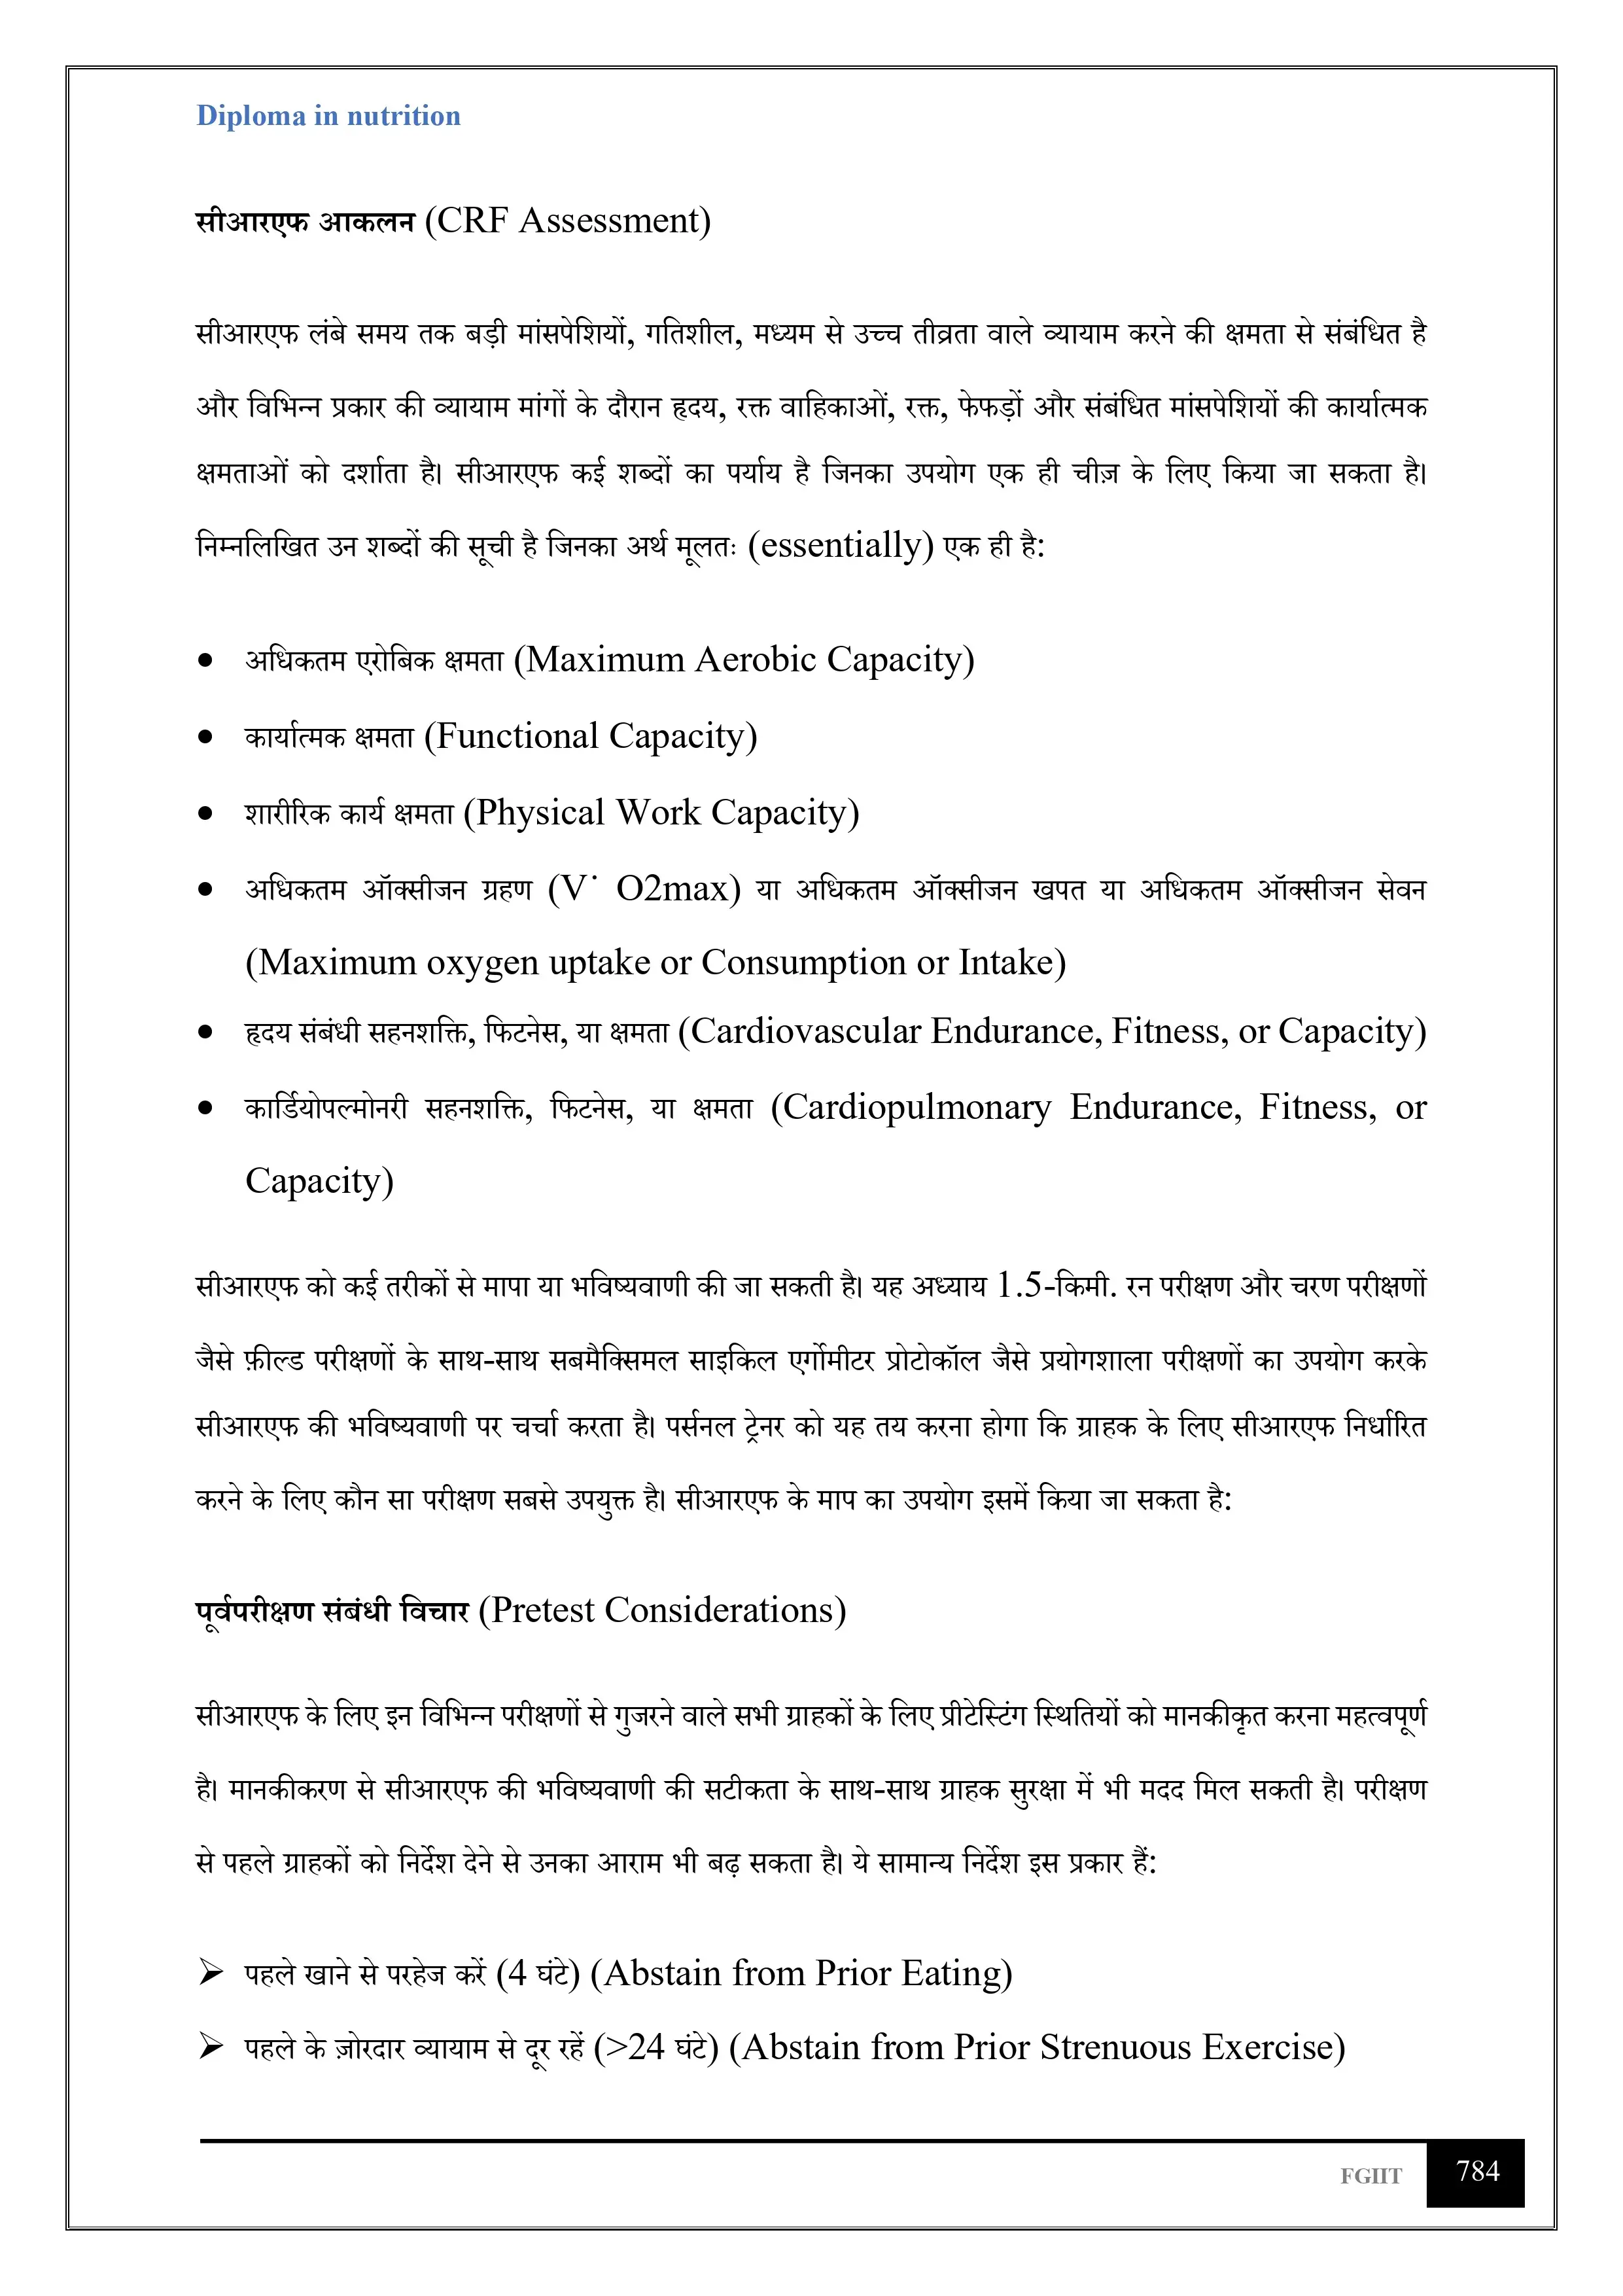 Diploma in nutrition
सीआरएफ आकलन (CRF Assessment)
सीआरएफ लंबे समय तक बड़ी मांसपेशियों, गतिशील, मध्यम से उच्च तीव्रता वाले व्यायाम करने की क्षमता से संबंधित है
और विभिन्न प्रकार की व्यायाम मांगों के दौरान हृदय, रक्त वाहिकाओं, रक्त, फेफड़ों और संबंधित मांसपेशियों की कार्यात्मक
क्षमताओं को दर्शाता है। सीआरएफ कई शब्दों का पर्याय है जिनका उपयोग एक ही चीज़ के लिए किया जा सकता है।
निम्नलिखित उन शब्दों की सूची है जिनका अर्थ मूलतः (essentially) एक ही है:
• अधिकतम एरोबिक क्षमता (Maximum Aerobic Capacity)
• कार्यात्मक क्षमता (Functional Capacity)
• शारीरिक कार्य क्षमता (Physical Work Capacity)
• अधिकतम ऑक्सीजन ग्रहण (V˙ O2max) या अधिकतम ऑक्सीजन खपत या अधिकतम ऑक्सीजन सेवन
(Maximum oxygen uptake or Consumption or Intake)
• हृदय संबंधी सहनशक्ति, फिटनेस, या क्षमता (Cardiovascular Endurance, Fitness, or Capacity)
• कार्डियोपल्मोनरी सहनशक्ति, फिटनेस, या क्षमता (Cardiopulmonary Endurance, Fitness, or
Capacity)
सीआरएफ को कई तरीकों से मापा या भविष्यवाणी की जा सकती है। यह अध्याय 1.5-किमी. रन परीक्षण और चरण परीक्षणों
जैसे फ़ील्ड परीक्षणों के साथ-साथ सबमैक्सिमल साइकिल एर्गोमीटर प्रोटोकॉल जैसे प्रयोगशाला परीक्षणों का उपयोग करके
सीआरएफ की भविष्यवाणी पर चर्चा करता है। पर्सनल ट्रेनर को यह तय करना होगा कि ग्राहक के लिए सीआरएफ निर्धारित
करने के लिए कौन सा परीक्षण सबसे उपयुक्त है। सीआरएफ के माप का उपयोग इसमें किया जा सकता है:
पूर्वपरीक्षण संबंधी विचार (Pretest Considerations)
सीआरएफ के लिए इन विभिन्न परीक्षणों से गुजरने वाले सभी ग्राहकों के लिए प्रीटेस्टिंग स्थितियों को मानकीकृत करना महत्वपूर्ण
है। मानकीकरण से सीआरएफ की भविष्यवाणी की सटीकता के साथ-साथ ग्राहक सुरक्षा में भी मदद मिल सकती है। परीक्षण
से पहले ग्राहकों को निर्देश देने से उनका आराम भी बढ़ सकता है। ये सामान्य निर्देश इस प्रकार हैं:
➢ पहले खाने से परहेज करें (4 घंटे) (Abstain from Prior Eating)
➢ पहले के ज़ोरदार व्यायाम से दूर रहें (>24 घंटे) (Abstain from Prior Strenuous Exercise)
FGIIT 784